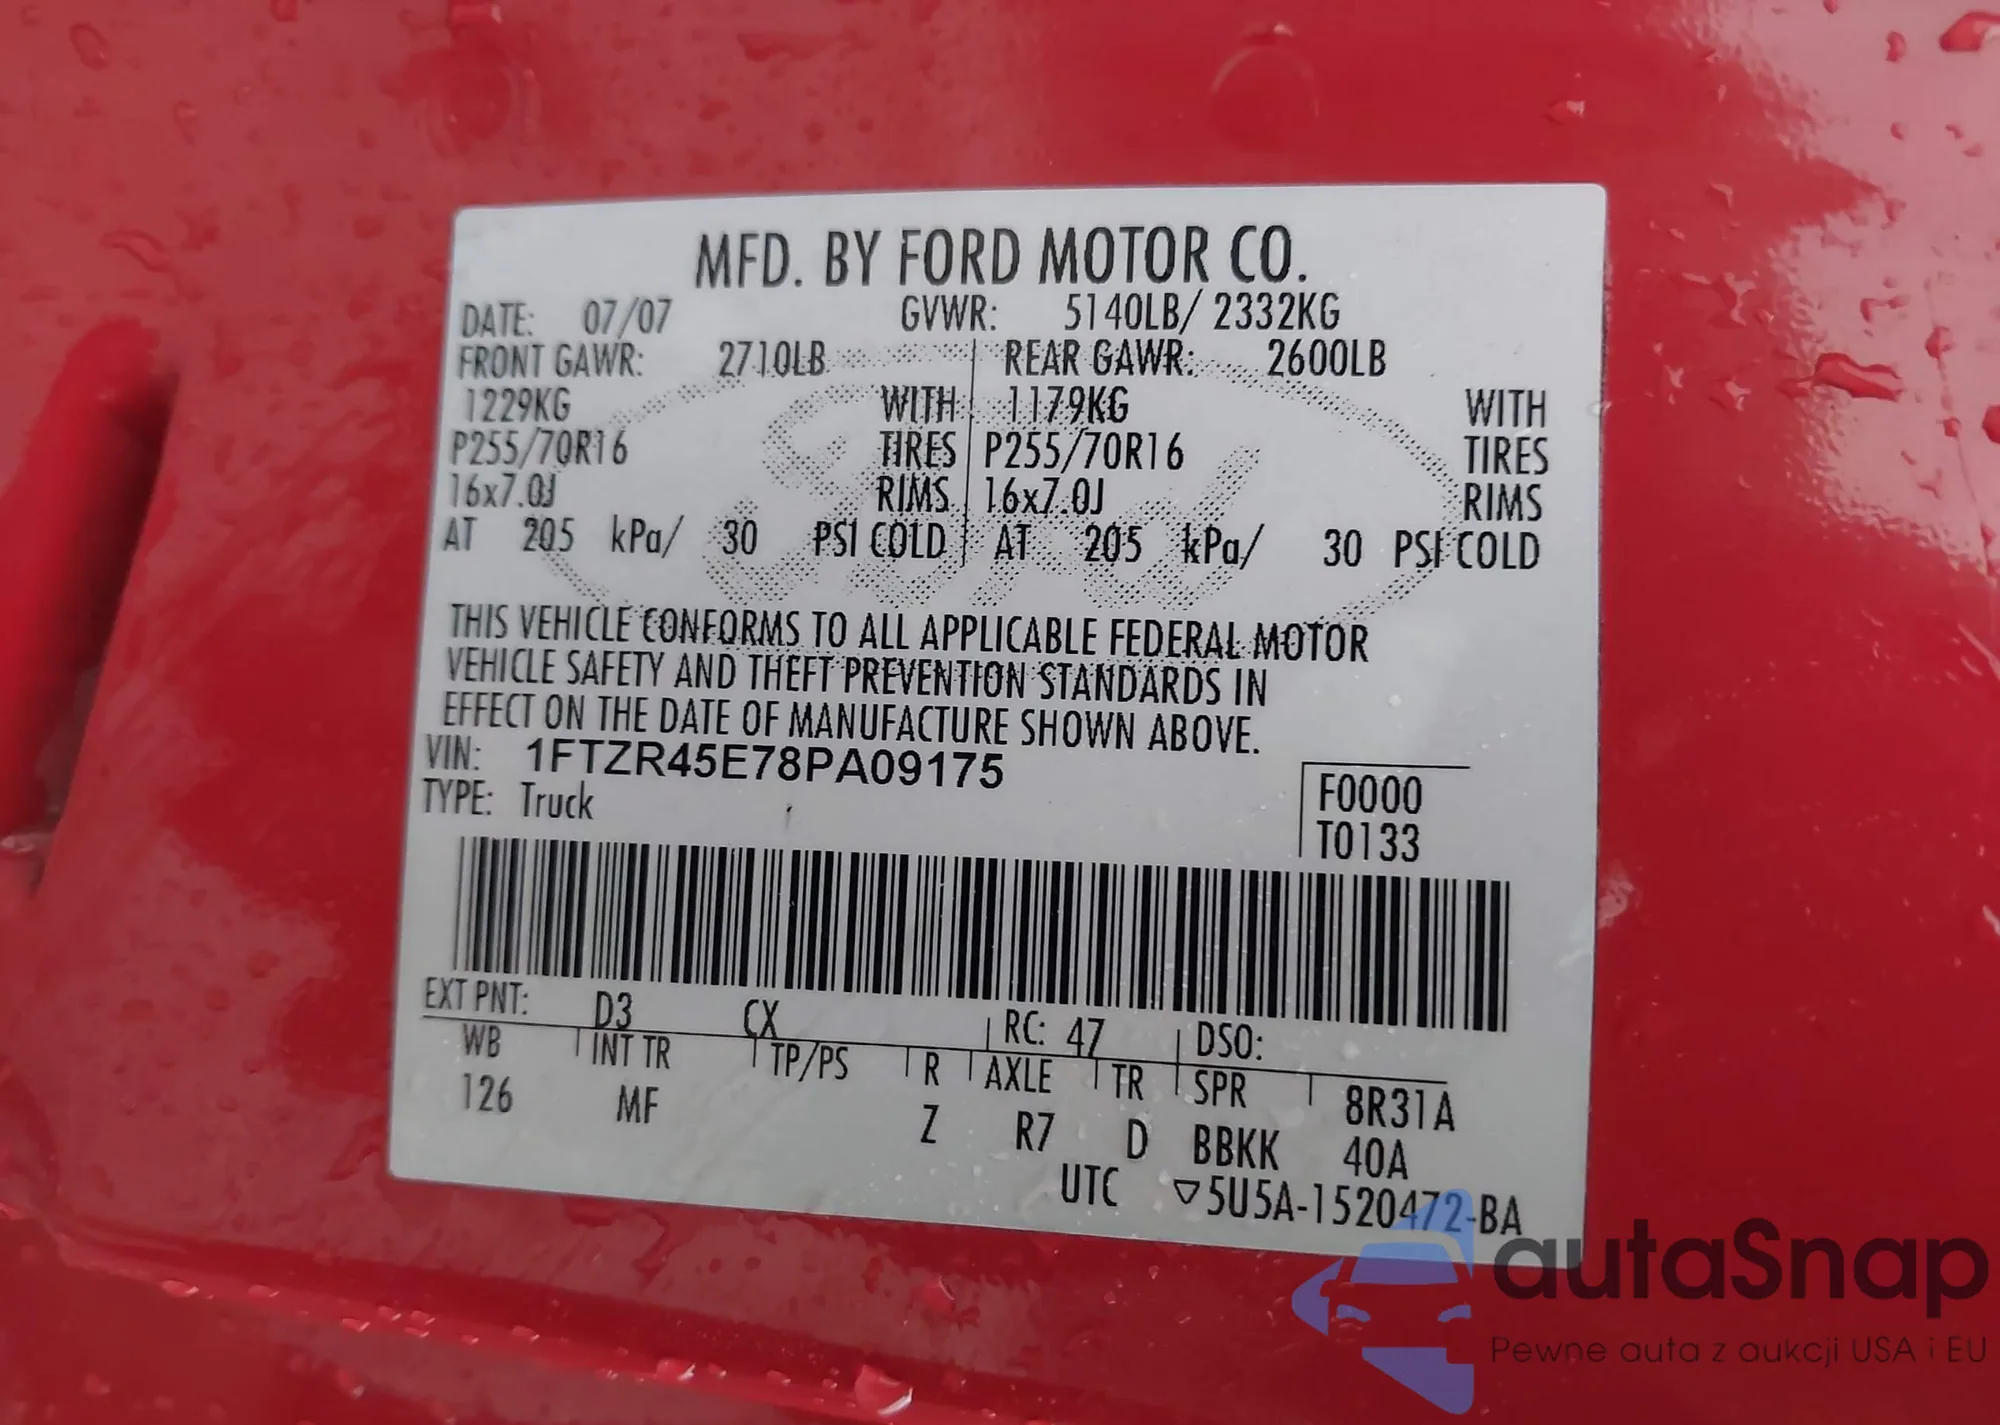 MFD. BY FORD MOTOR CO.
DATE: 07/07 GVWR: 5140LB/ 2332KG
FRONT GAWR: 2710LB REAR GAWR: 2600LB
1229KG WITH 1179KG WITH
P255/70R16 TIRES P255/70R16 TIRES
16x7.0J RIMS 16x7.0J RIMS
AT 205 kPa/ 30 PSI COLD AT 205 kPa/ 30 PSI COLD
THIS VEHICLE CONFORMS TO ALL APPLICABLE FEDERAL MOTOR
VEHICLE SAFETY AND THEFT PREVENTION STANDARDS IN
EFFECT ON THE DATE OF MANUFACTURE SHOWN ABOVE.
VIN: 1FTZR45E78PA09175
TYPE: Truck
F0000
T0133
EXT PNT: D3 CX RC: 47 DSO:
WB INT TR TP/PS R AXLE TR SPR 8R31A
126 MF Z R7 D BBKK 40A
UTC ▽5U5A-1520472-BA
autaSnap
Pewne auta z aukcji USA i EU